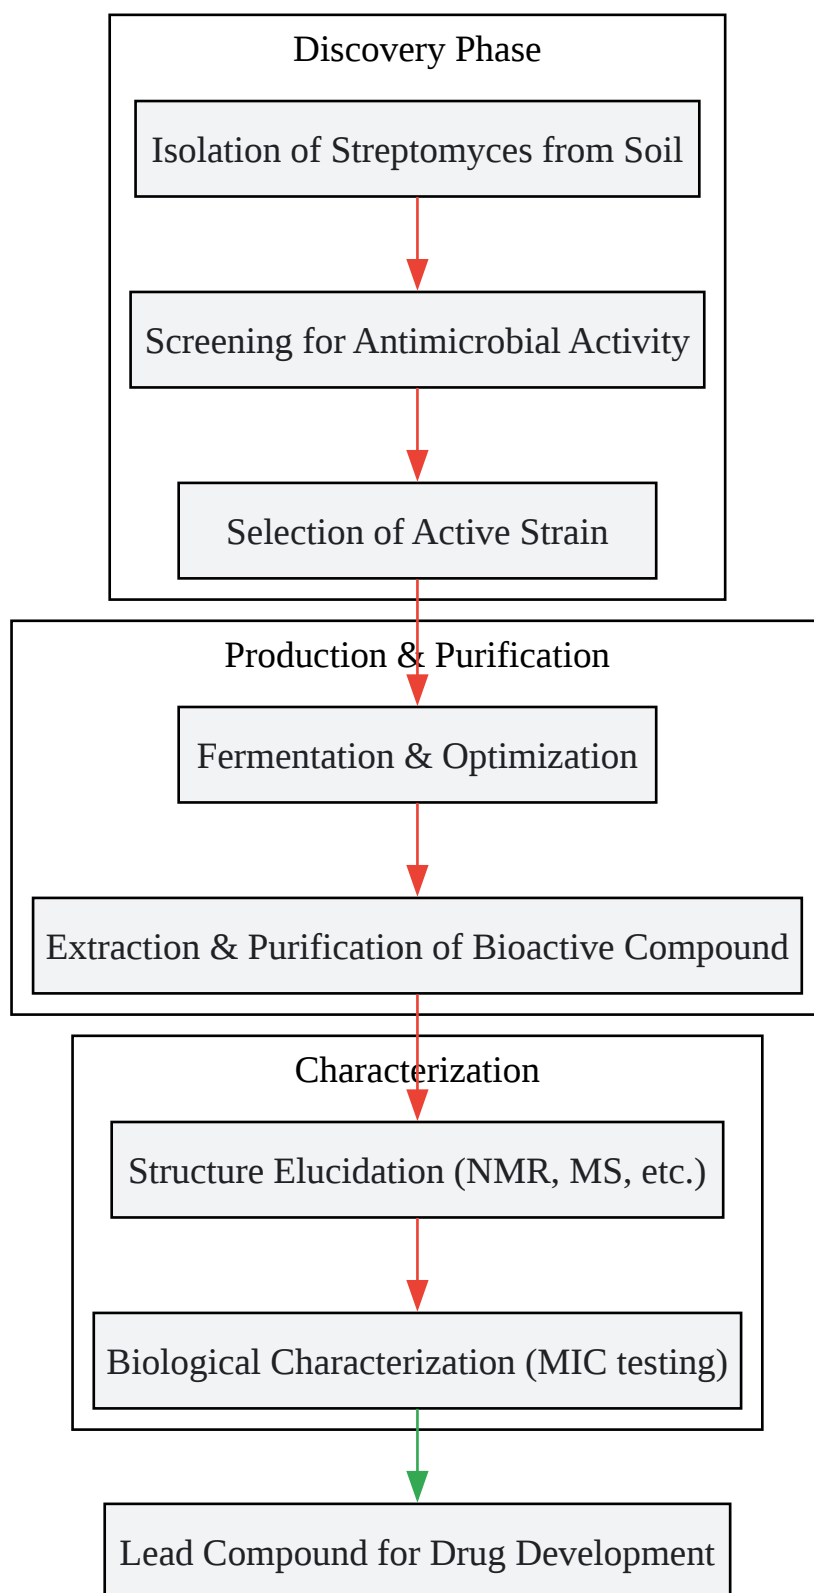 Discovery Phase
Isolation of Streptomyces from Soil
Screening for Antimicrobial Activity
Selection of Active Strain
Production & Purification
Fermentation & Optimization
Extraction & Purification of Bioactive Compound
Characterization
Structure Elucidation (NMR, MS, etc.)
Biological Characterization (MIC testing)
Lead Compound for Drug Development